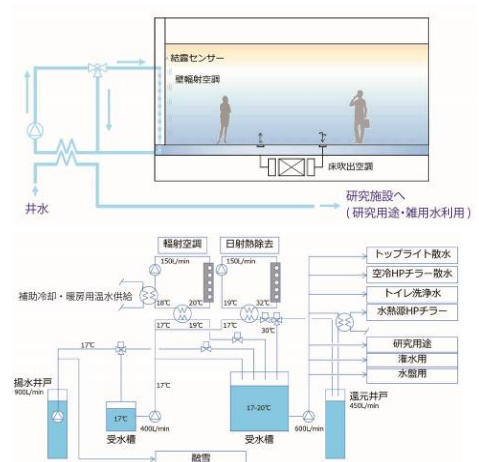 結露センサー
壁輻射空調
床吹出空調
井水
研究施設へ
(研究用途・雑用水利用)
輻射空調
日射熱除去
150L/min
150L/min
補助冷却・暖房用温水供給
18℃
20℃
19℃
32℃
17℃
19℃
17℃
30℃
17℃
17℃
揚水井戸
900L/min
17℃
受水槽
400L/min
17-20℃
受水槽
600L/min
還元井戸
450L/min
融雪
トップライト散水
空冷HPチラー散水
トイレ洗浄水
水熱源HPチラー
研究用途
潅水用
水盤用